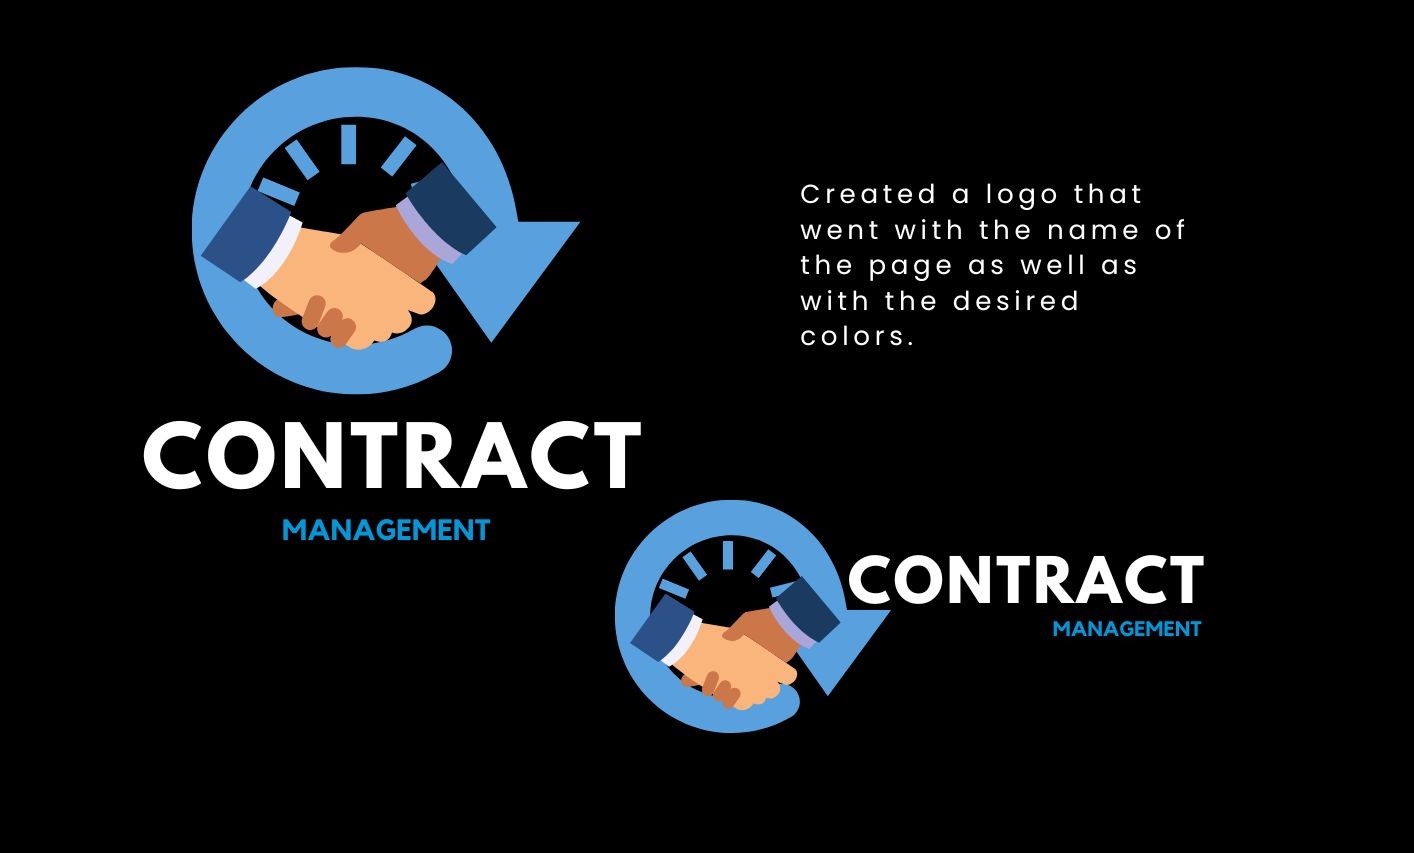 Created a logo that
went with the name of
the page as well as
with the desired
colors.
CONTRACT
MANAGEMENT
CONTRACT
MANAGEMENT